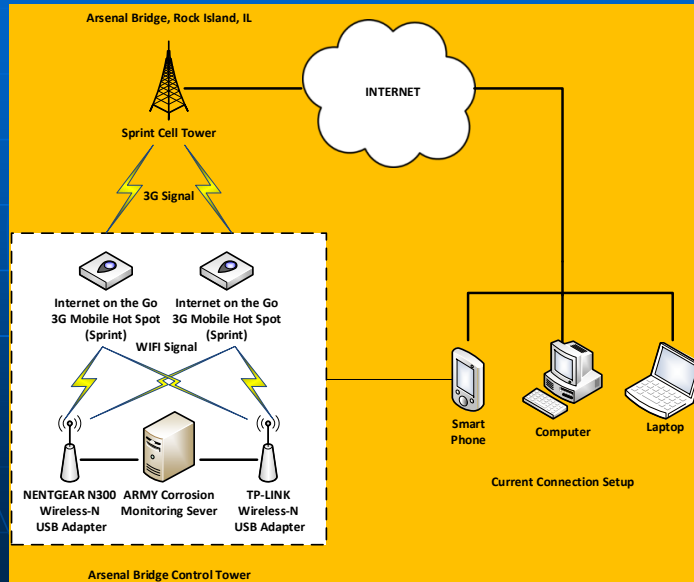 Arsenal Bridge, Rock Island, IL
INTERNET
Sprint Cell Tower
3G Signal
Internet on the Go
3G Mobile Hot Spot
(Sprint)
Internet on the Go
3G Mobile Hot Spot
(Sprint)
WIFI Signal
Smart
Phone
Computer
Laptop
NENTGEAR N300
Wireless-N
USB Adapter
ARMY Corrosion
Monitoring Sever
TP-LINK
Wireless-N
USB Adapter
Current Connection Setup
Arsenal Bridge Control Tower